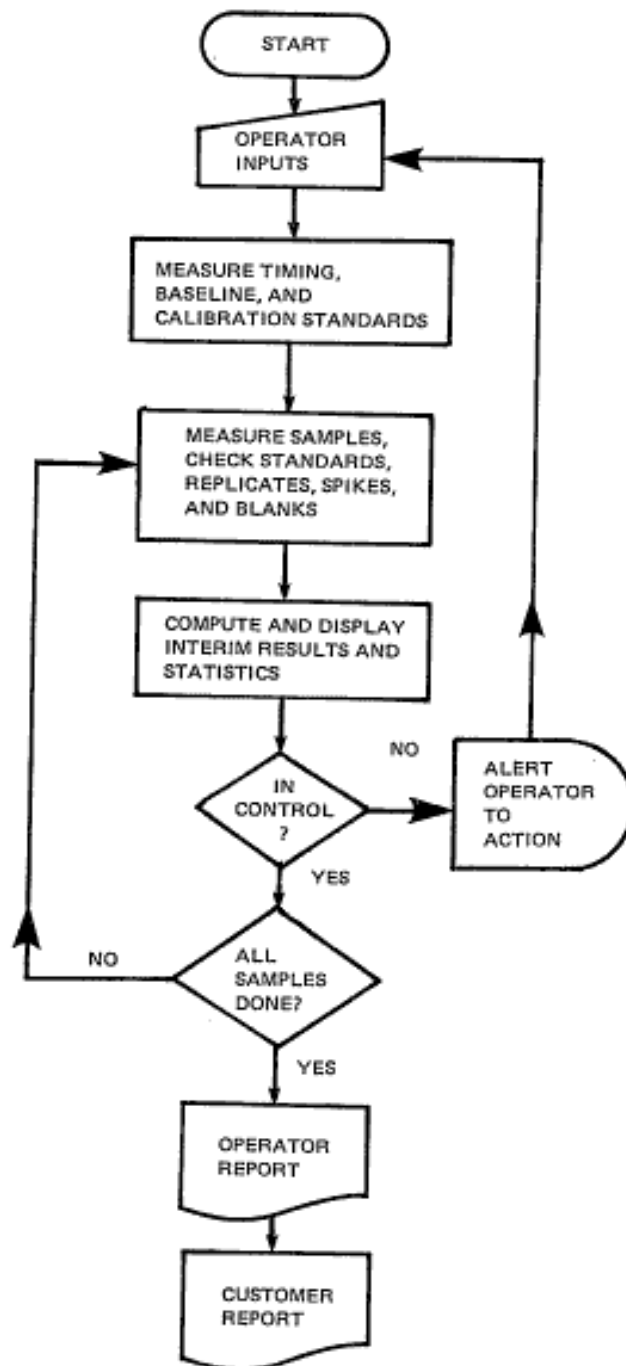 START
OPERATOR
INPUTS
MEASURE TIMING,
BASELINE, AND
CALIBRATION STANDARDS
MEASURE SAMPLES,
CHECK STANDARDS,
REPLICATES, SPIKES,
AND BLANKS
COMPUTE AND DISPLAY
INTERIM RESULTS AND
STATISTICS
IN
CONTROL
?
NO
ALERT
OPERATOR
TO
ACTION
YES
ALL
SAMPLES
DONE?
NO
YES
OPERATOR
REPORT
CUSTOMER
REPORT